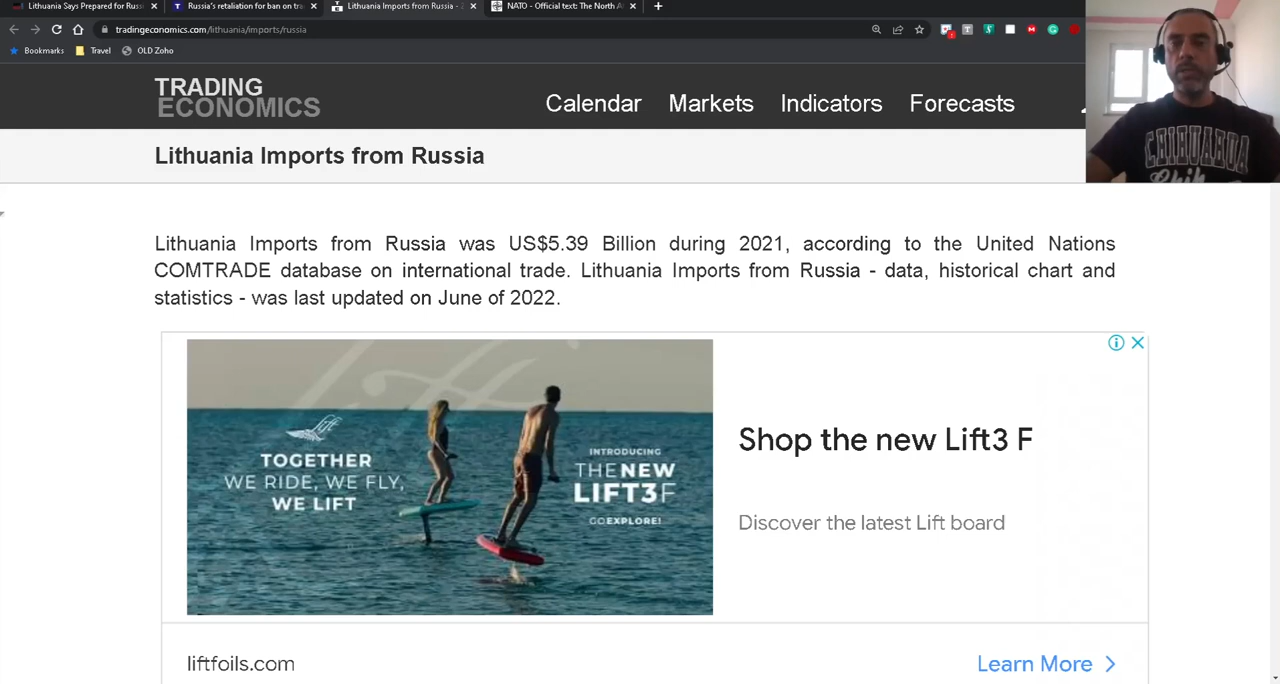 Lithuania Says Prepared for Russi
Russia's retaliation for ban on tra
Lithuania Imports from Russia - 2
NATO - Official text: The North A
tradingeconomics.com/lithuania/imports/russia
Bookmarks Travel OLD Zoho
TRADING
ECONOMICS
Calendar Markets Indicators Forecasts
CHIHUAHUA
Lithuania Imports from Russia
Lithuania Imports from Russia was US$5.39 Billion during 2021, according to the United Nations
COMTRADE database on international trade. Lithuania Imports from Russia - data, historical chart and
statistics - was last updated on June of 2022.
lift
TOGETHER
WE RIDE, WE FLY,
WE LIFT
INTRODUCING
THE NEW
LIFT3F
GO EXPLORE!
Shop the new Lift3 F
Discover the latest Lift board
liftfoils.com
Learn More